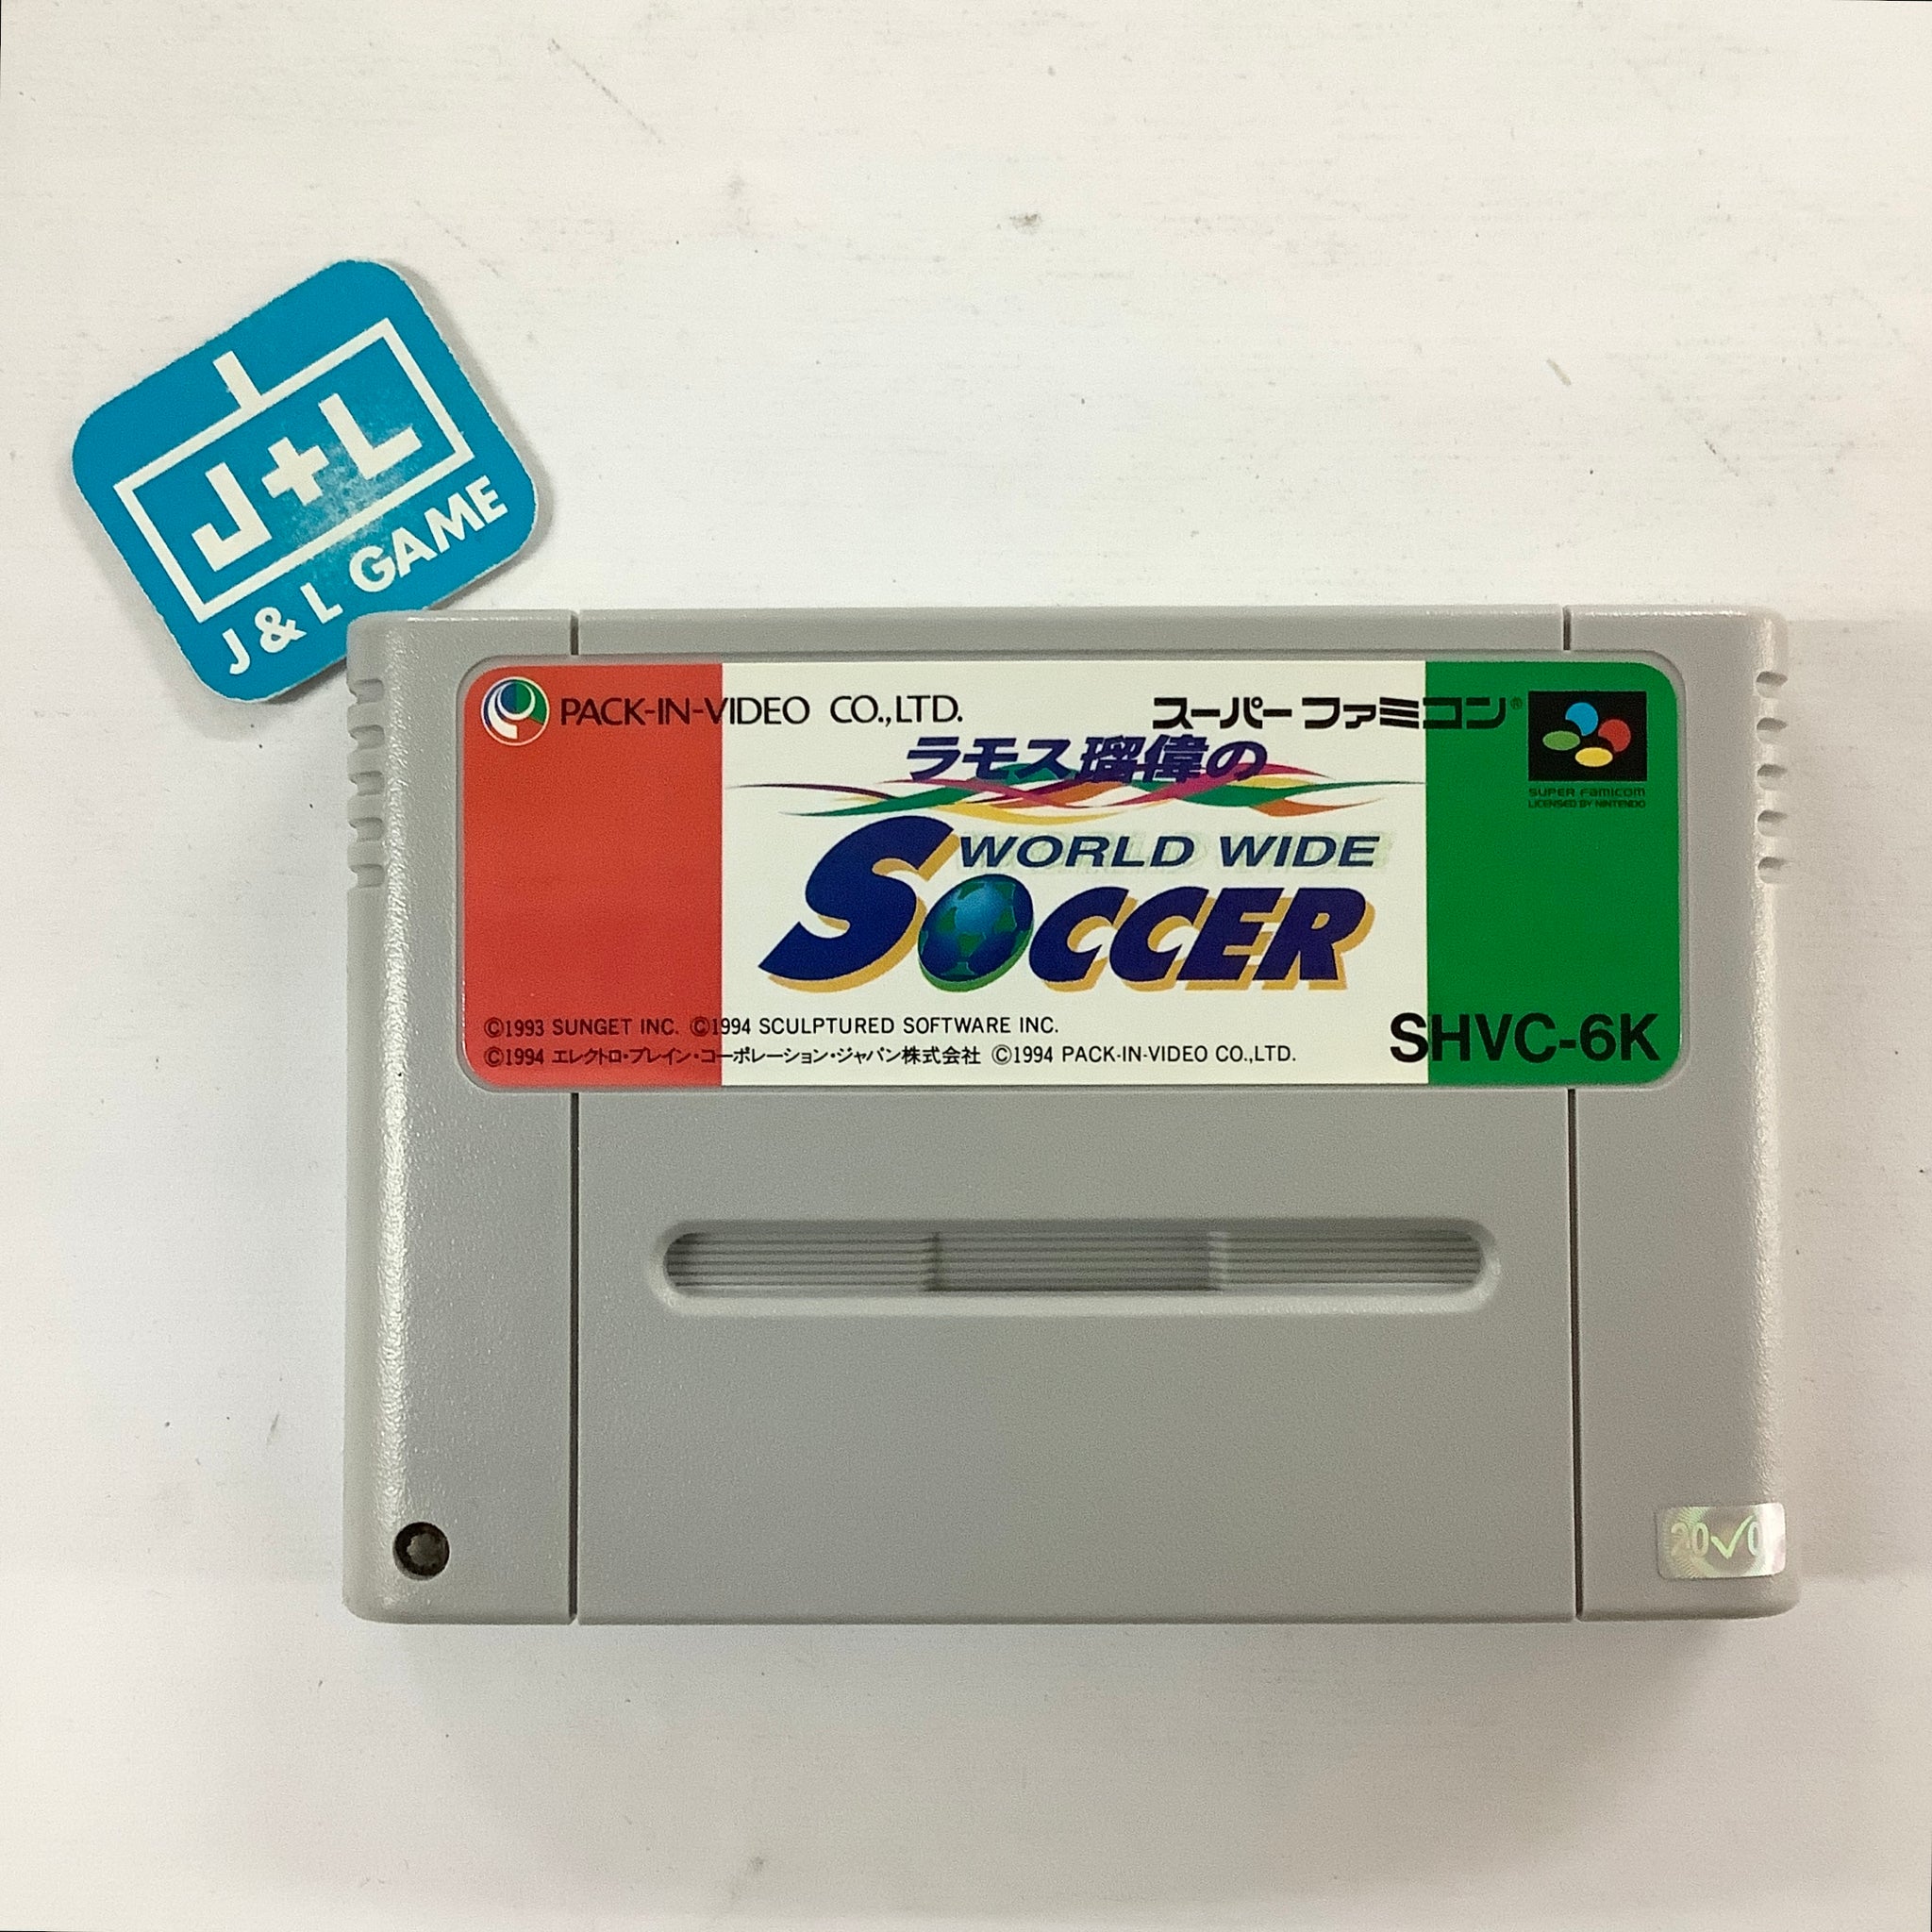 J+L
J & L GAME
PACK-IN-VIDEO CO.,LTD.
スーパーファミコン®
SUPER FAMICOM
LICENSED BY NINTENDO
ラモス瑠偉の
WORLD WIDE
SOCCER
©1993 SUNGET INC. ©1994 SCULPTURED SOFTWARE INC.
©1994 エレクトロ・ブレイン・コーポレーション・ジャパン株式会社 ©1994 PACK-IN-VIDEO CO.,LTD.
SHVC-6K
20✓0